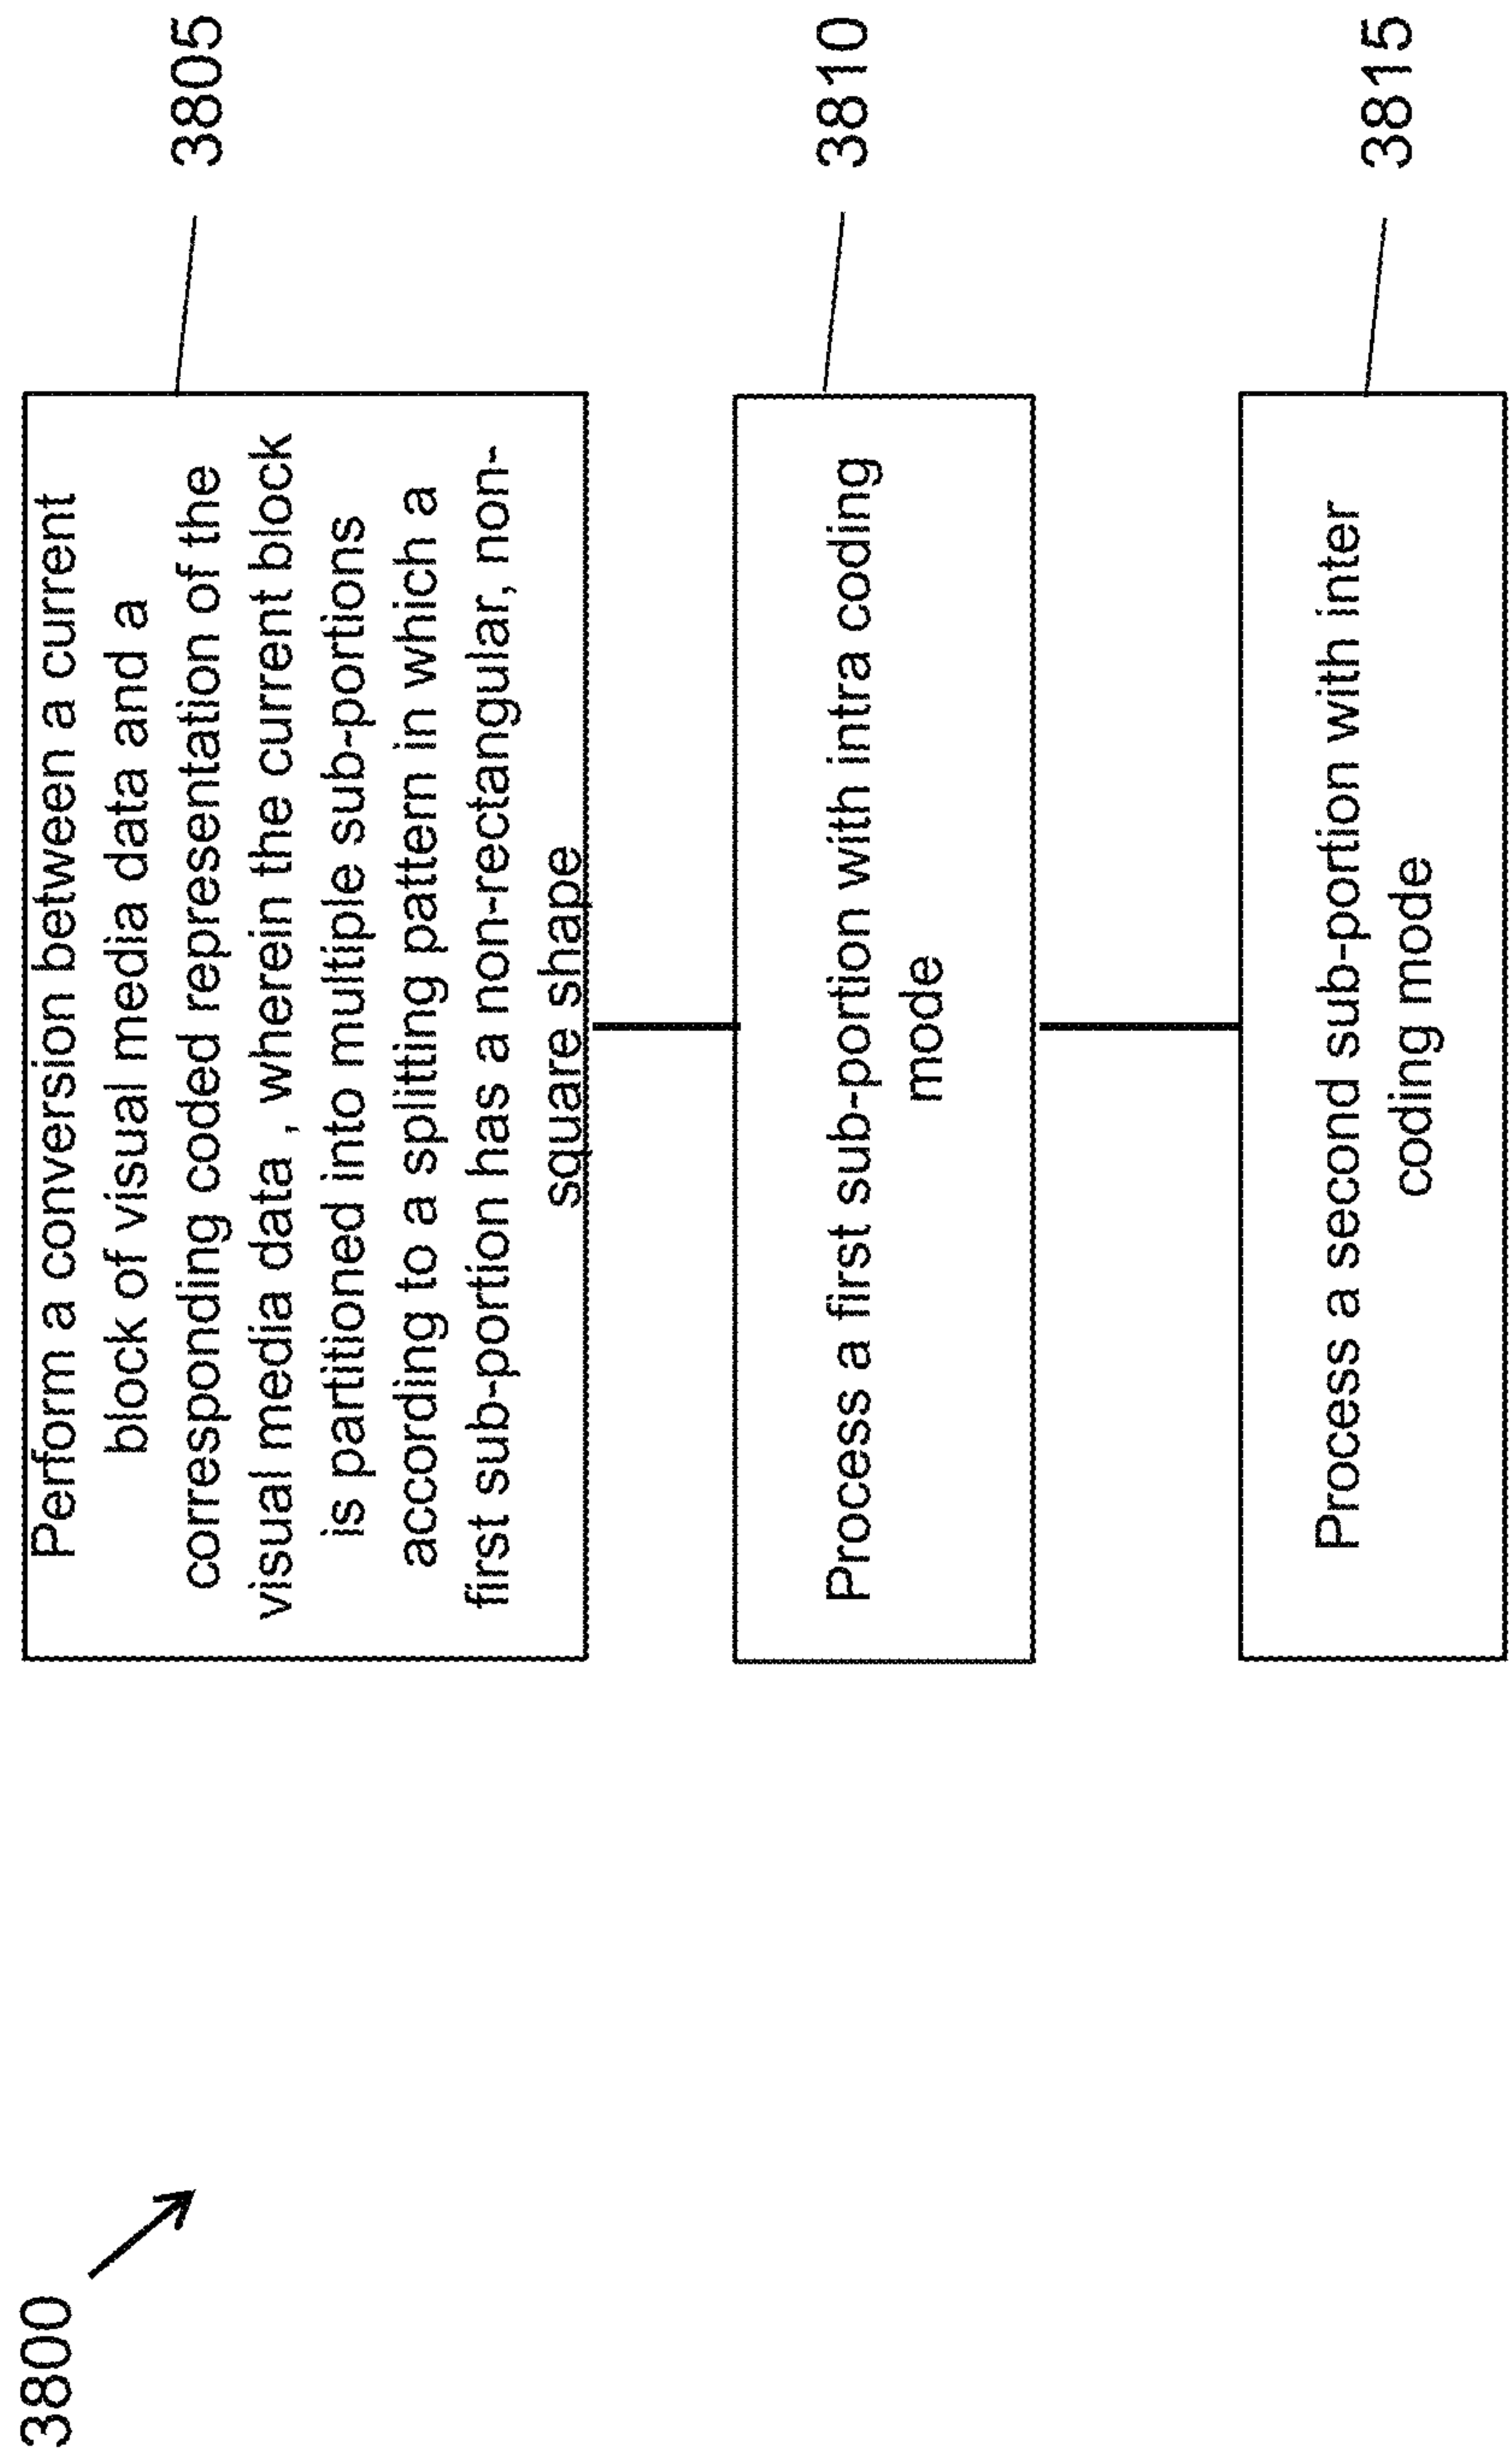 3800
Perform a conversion between a current
block of visual media data and a
corresponding coded representation of the
visual media data , wherein the current block
is partitioned into multiple sub-portions
according to a splitting pattern in which a
first sub-portion has a non-rectangular, non-
square shape
3805
Process a first sub-portion with intra coding
mode
3810
Process a second sub-portion with inter
coding mode
3815